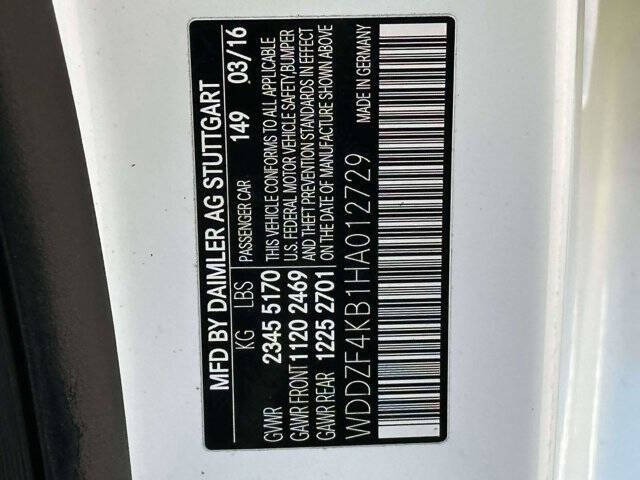 MFD BY DAIMLER AG STUTTGART
KG LBS PASSENGER CAR 149 03/16
GVWR 2345 5170 THIS VEHICLE CONFORMS TO ALL APPLICABLE
GAWR FRONT 1120 2469 U.S. FEDERAL MOTOR VEHICLE SAFETY,BUMPER
AND THEFT PREVENTION STANDARDS IN EFFECT
GAWR REAR 1225 2701 ON THE DATE OF MANUFACTURE SHOWN ABOVE
WDDZF4KB1HA012729 MADE IN GERMANY